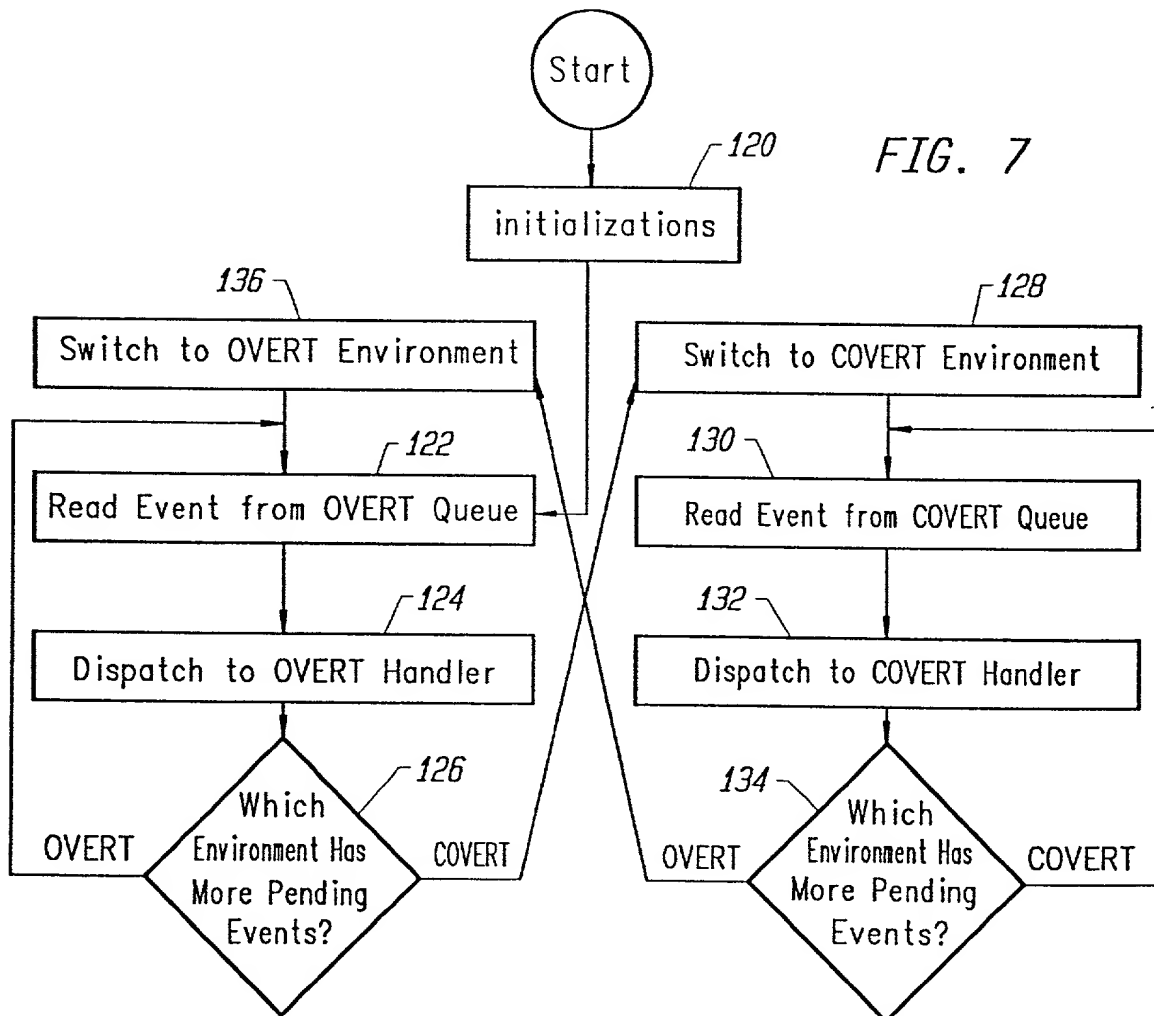 Start
FIG. 7
120
initializations
136
Switch to OVERT Environment
128
Switch to COVERT Environment
122
Read Event from OVERT Queue
130
Read Event from COVERT Queue
124
Dispatch to OVERT Handler
132
Dispatch to COVERT Handler
126
Which
Environment Has
More Pending
Events?
OVERT
COVERT
134
Which
Environment Has
More Pending
Events?
OVERT
COVERT